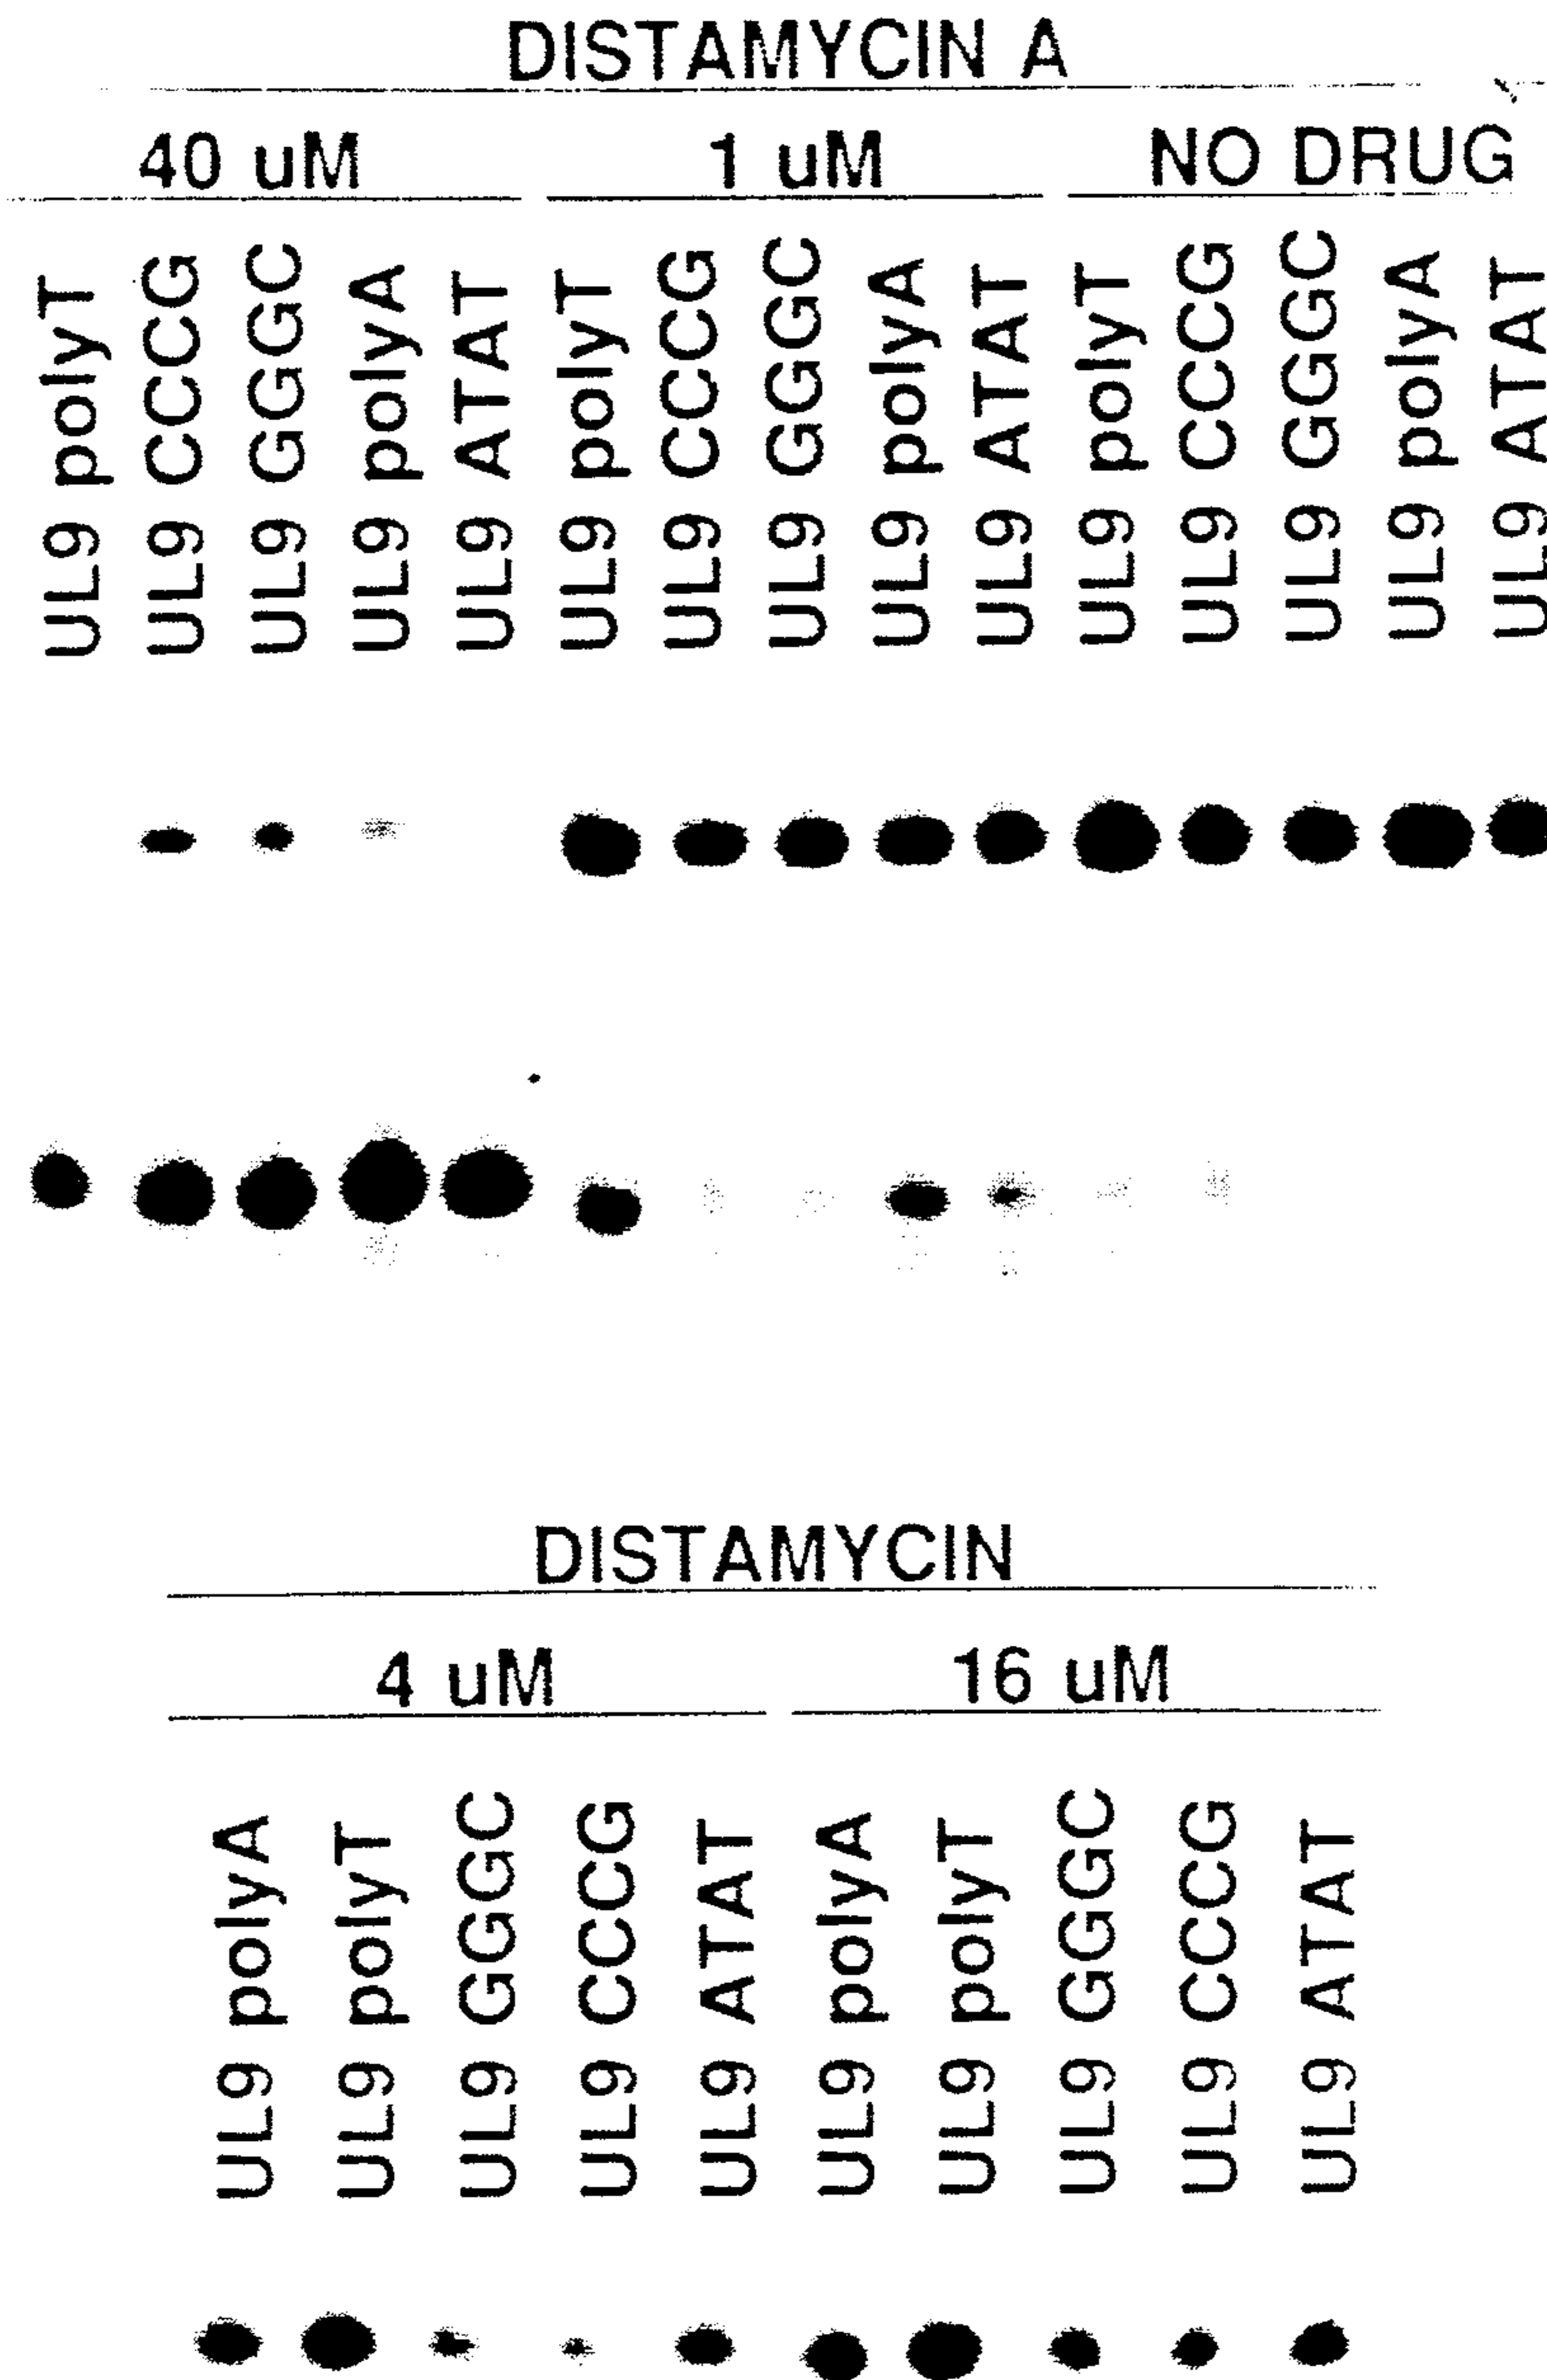 DISTAMYCIN A
40 uM 1 uM NO DRUG
UL9 polyT
UL9 CCCG
UL9 GGGC
UL9 polyA
UL9 ATAT
UL9 polyT
UL9 CCCG
UL9 GGGC
UL9 polyA
UL9 ATAT
UL9 polyT
UL9 CCCG
UL9 GGGC
UL9 polyA
UL9 ATAT
DISTAMYCIN
4 uM 16 uM
UL9 polyA
UL9 polyT
UL9 GGGC
UL9 CCCG
UL9 ATAT
UL9 polyA
UL9 polyT
UL9 GGGC
UL9 CCCG
UL9 ATAT